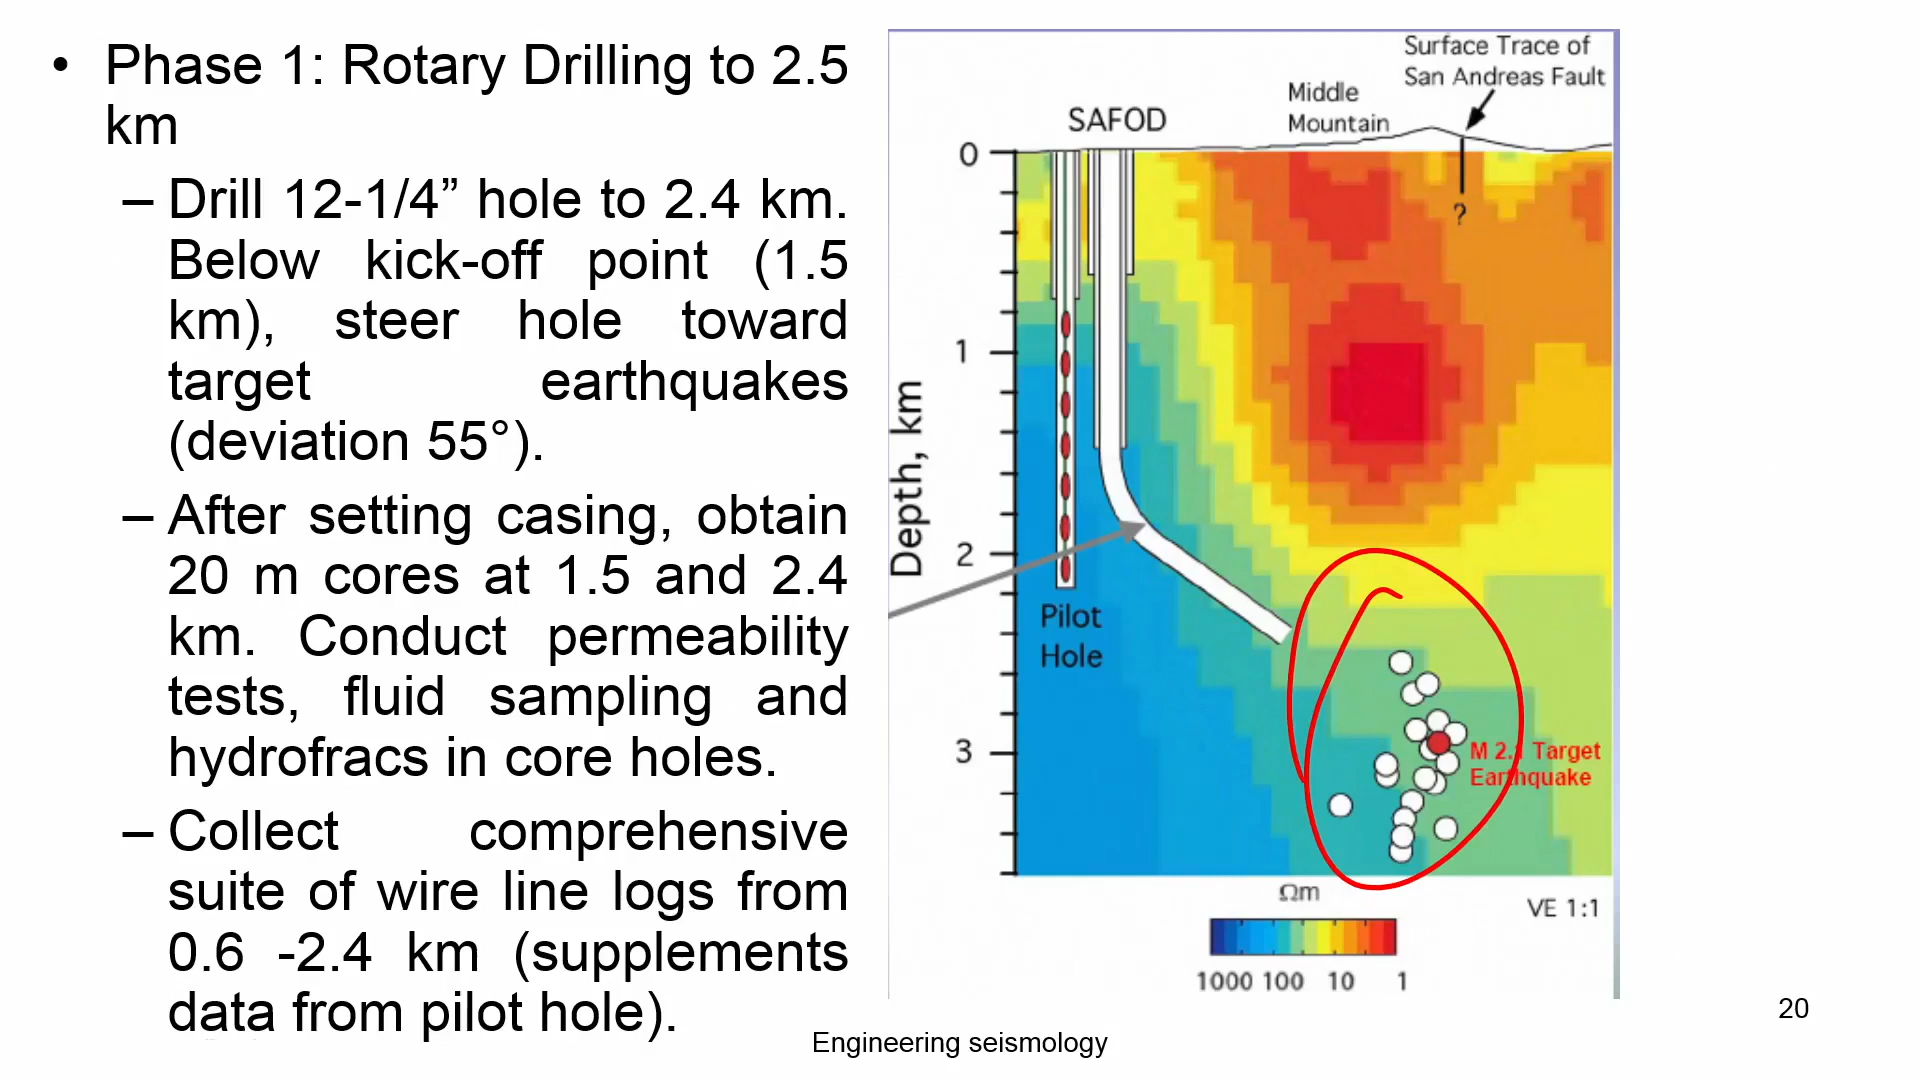 • Phase 1: Rotary Drilling to 2.5
km
– Drill 12-1/4” hole to 2.4 km.
Below kick-off point (1.5
km), steer hole toward
target earthquakes
(deviation 55°).
– After setting casing, obtain
20 m cores at 1.5 and 2.4
km. Conduct permeability
tests, fluid sampling and
hydrofracs in core holes.
– Collect comprehensive
suite of wire line logs from
0.6 -2.4 km (supplements
data from pilot hole).
Surface Trace of
San Andreas Fault
Middle
Mountain
SAFOD
0
?
1
Depth, km
2
Pilot
Hole
3
M 2.1 Target
Earthquake
Ωm
VE 1:1
1000 100 10 1
20
Engineering seismology